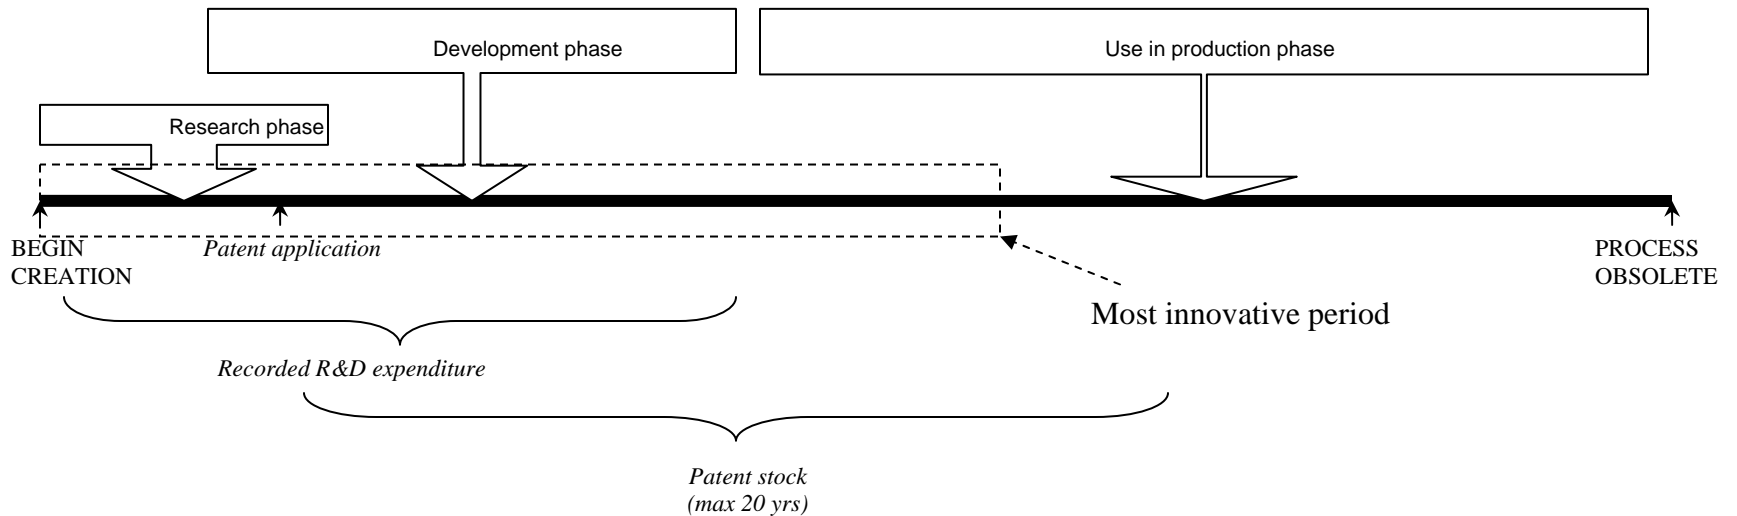 Development phase
Use in production phase
Research phase
BEGIN
CREATION
Patent application
PROCESS
OBSOLETE
Most innovative period
Recorded R&D expenditure
Patent stock
(max 20 yrs)